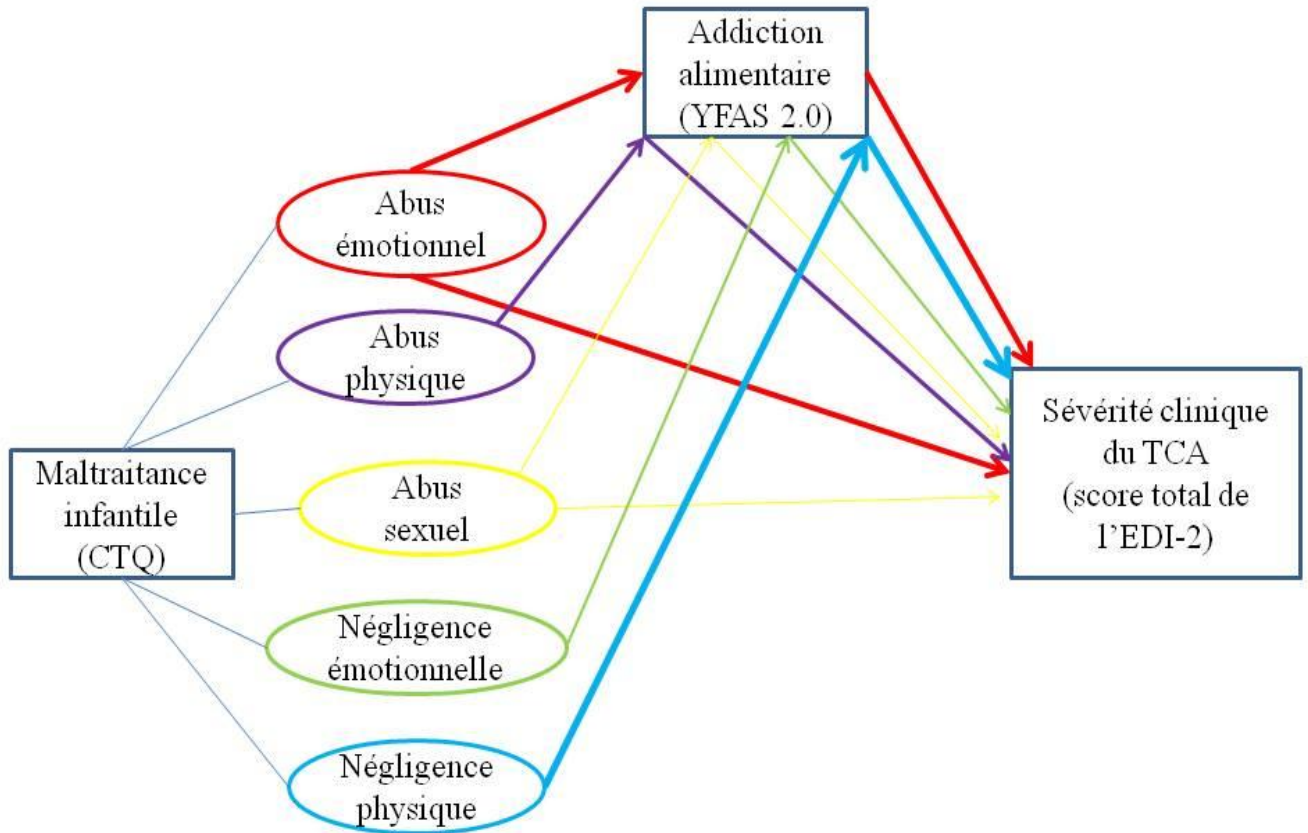 Addiction
alimentaire
(YFAS 2.0)
Abus
émotionnel
Abus
physique
Maltraitance
infantile
(CTQ)
Abus
sexuel
Négligence
émotionnelle
Négligence
physique
Sévérité clinique
du TCA
(score total de
l’EDI-2)